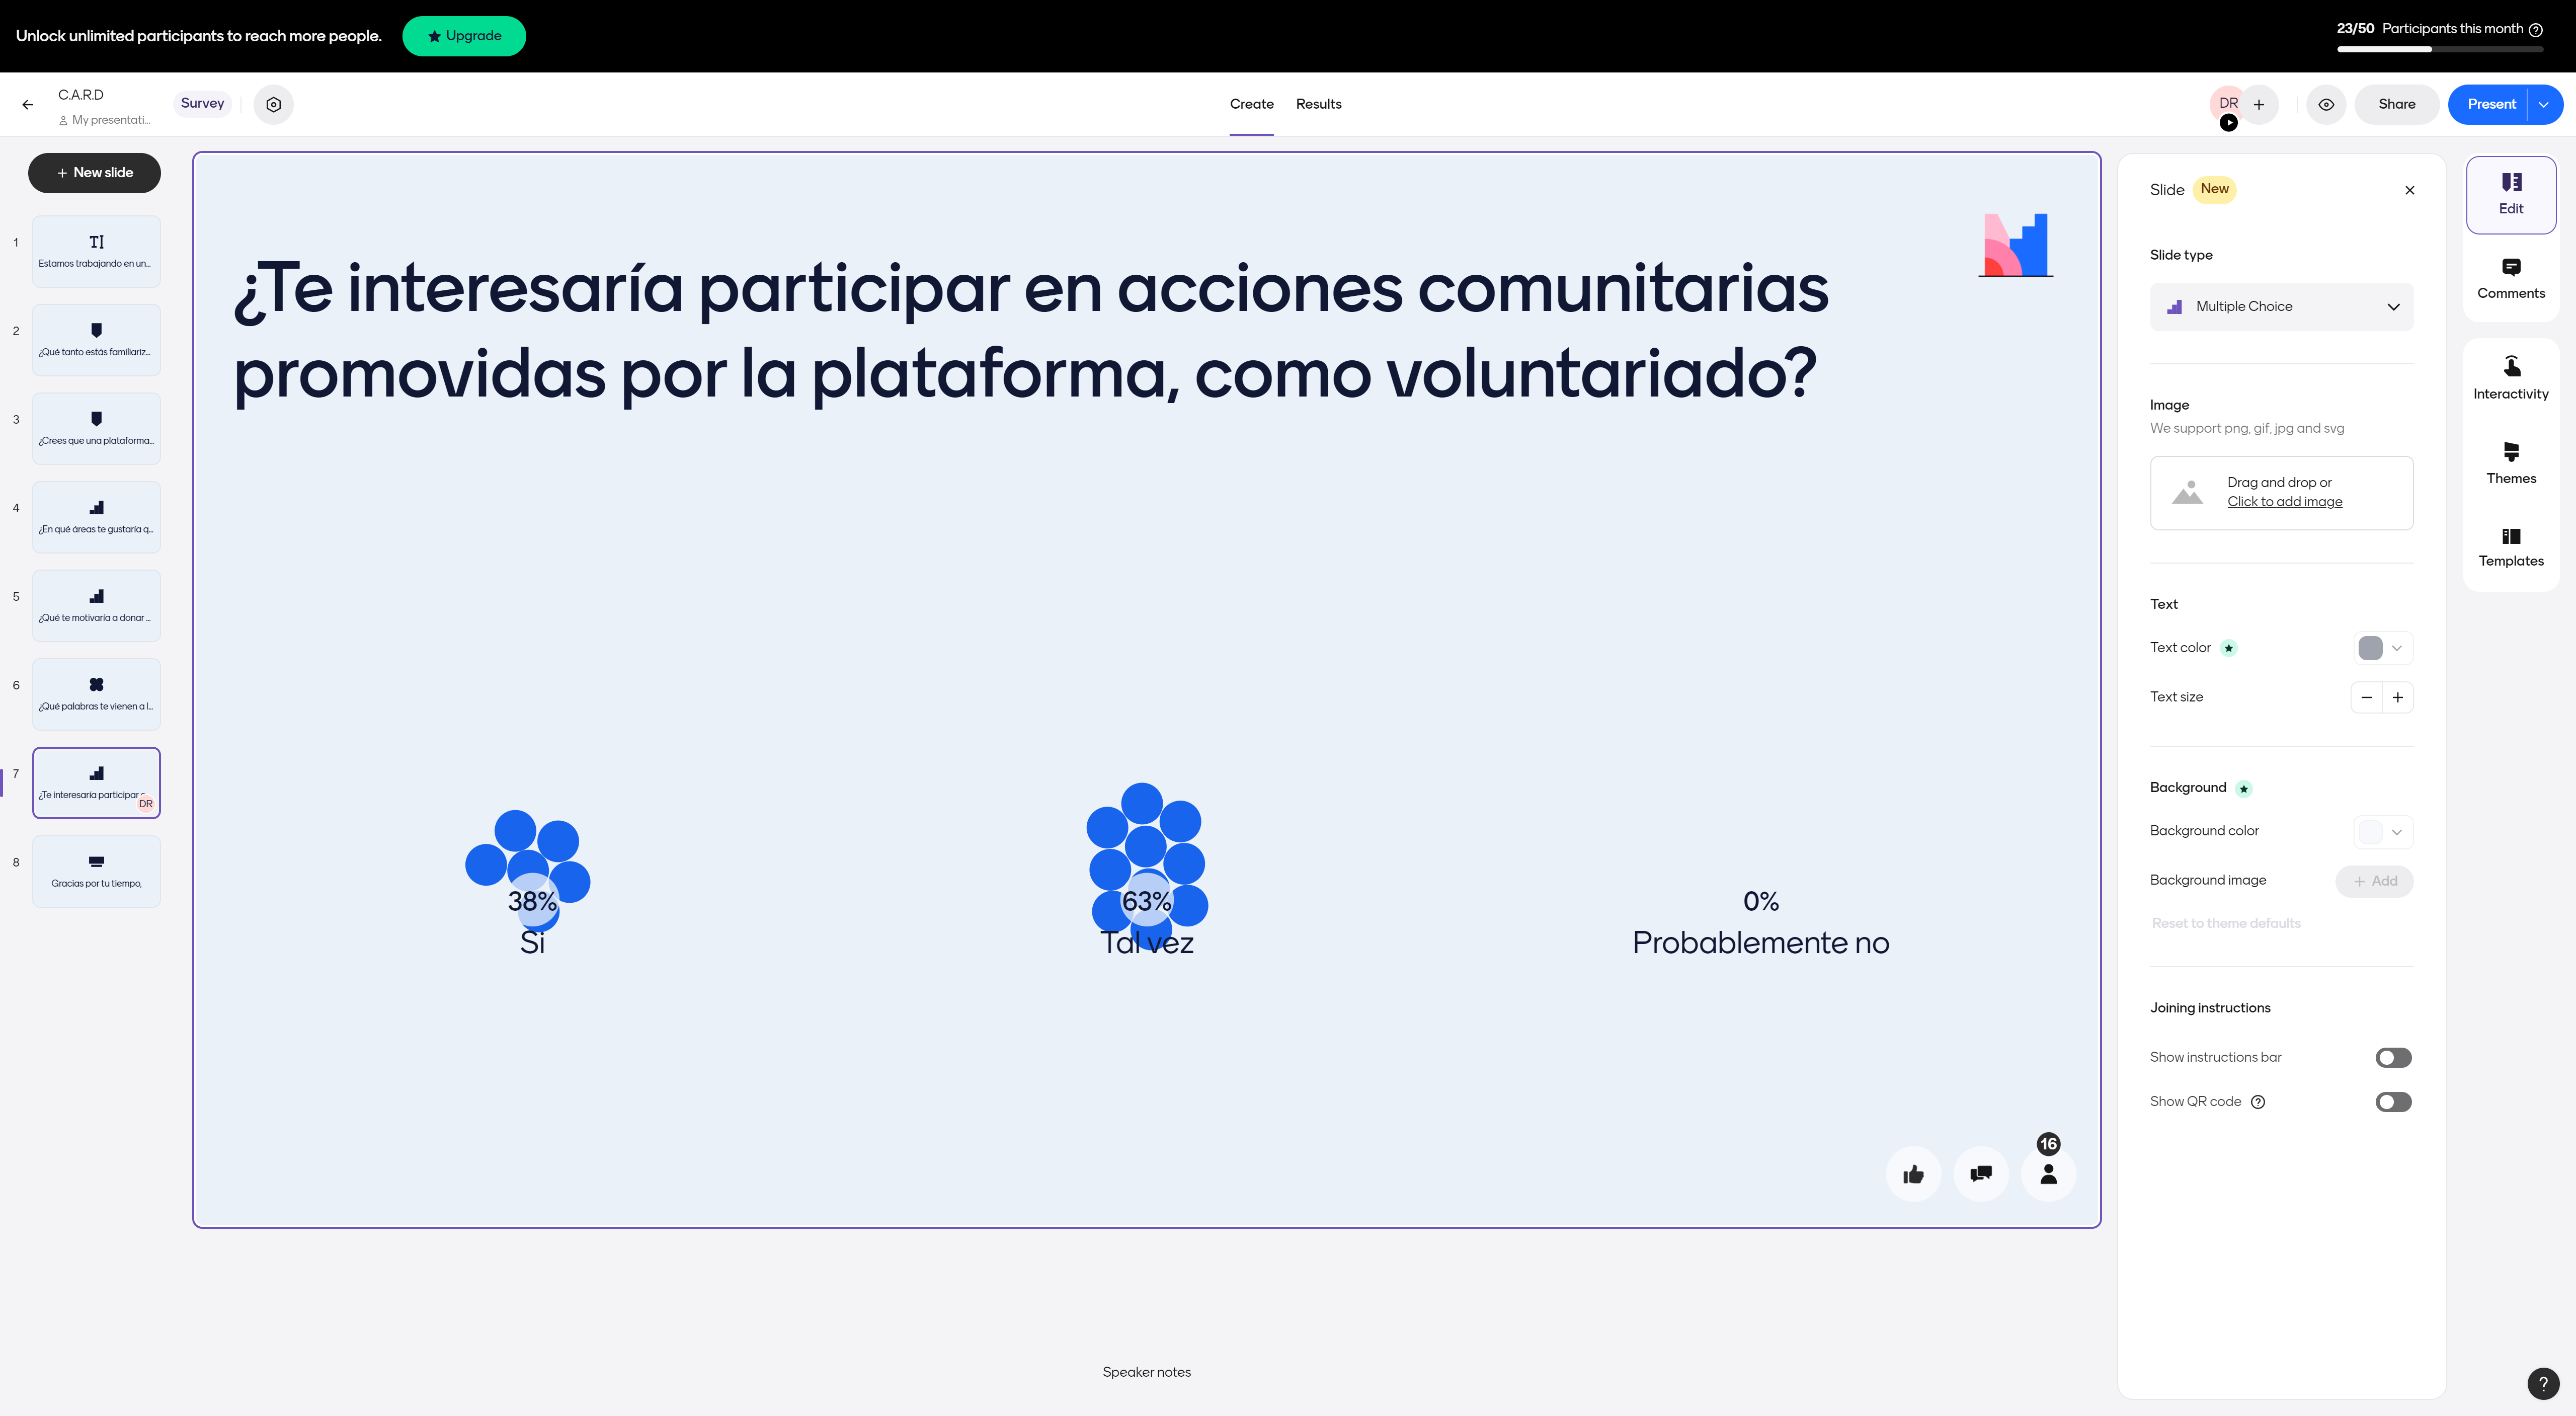 Unlock unlimited participants to reach more people.
Upgrade
23/50 Participants this month
C.A.R.D
My presentati...
Survey
Create
Results
DR
Share
Present
New slide
1
Estamos trabajando en un...
2
¿Qué tanto estás familiariz...
3
¿Crees que una plataforma...
4
¿En qué áreas te gustaría q...
5
¿Qué te motivaría a donar ...
6
¿Qué palabras te vienen a l...
7
¿Te interesaría participar e...
DR
8
Gracias por tu tiempo,
¿Te interesaría participar en acciones comunitarias
promovidas por la plataforma, como voluntariado?
38%
Si
63%
Tal vez
0%
Probablemente no
16
Speaker notes
Slide New
Slide type
Multiple Choice
Image
We support png, gif, jpg and svg
Drag and drop or
Click to add image
Text
Text color
Text size
Background
Background color
Background image
Add
Reset to theme defaults
Joining instructions
Show instructions bar
Show QR code
Edit
Comments
Interactivity
Themes
Templates